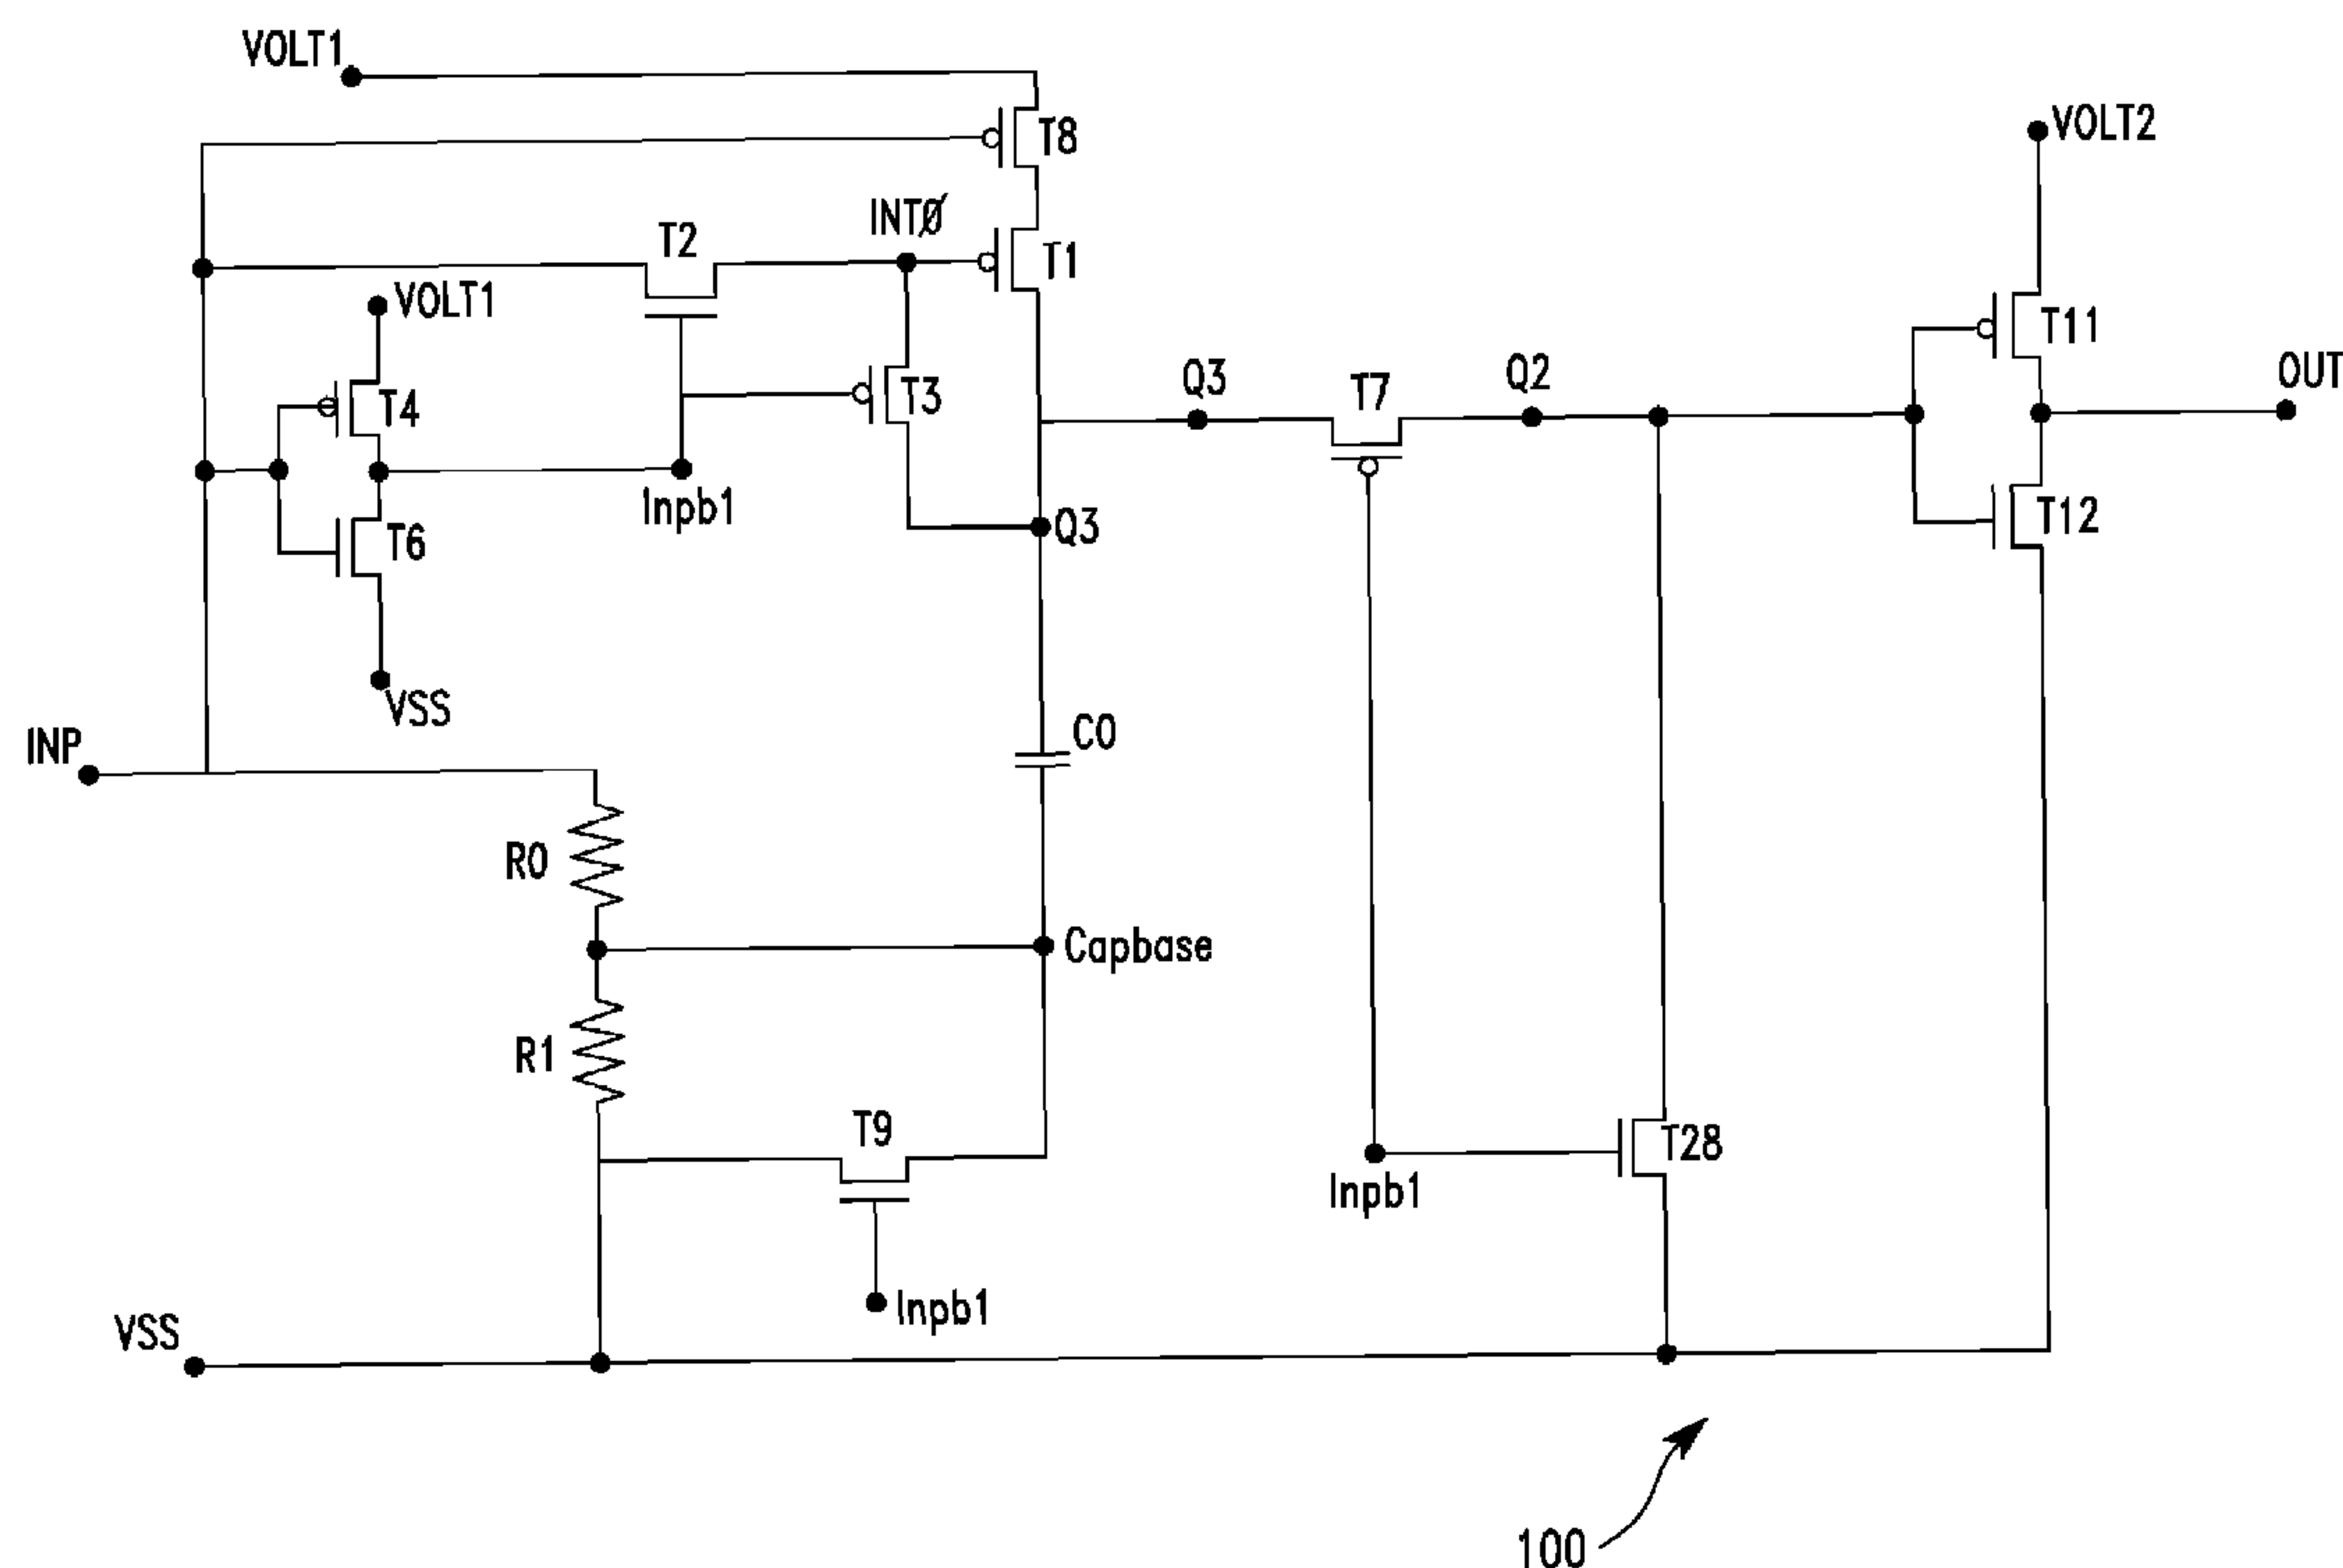 VOLT1
T8
VOLT2
INTØ
T2
T1
VOLT1
T11
Q3
T7
Q2
OUT
T4
T3
Inpb1
T12
Q3
T6
VSS
C0
INP
R0
Capbase
R1
T9
T28
Inpb1
Inpb1
VSS
100